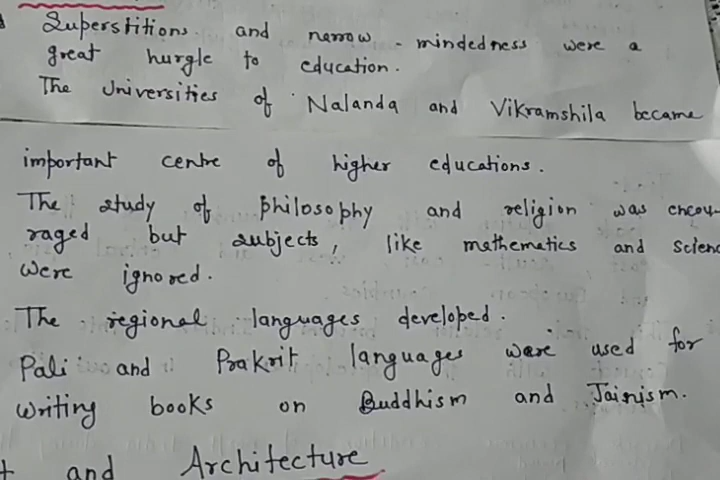 Superstitions and narrow-mindedness were a
great hurgle to education.
The Universities of Nalanda and Vikramshila became
important centre of higher educations.
The study of philosophy and religion was encou-
raged but subjects, like mathematics and scienc
were ignored.
The regional languages developed.
Pali and Prakrit languages ware used for
writing books on Buddhism and Jainism.
t and Architecture